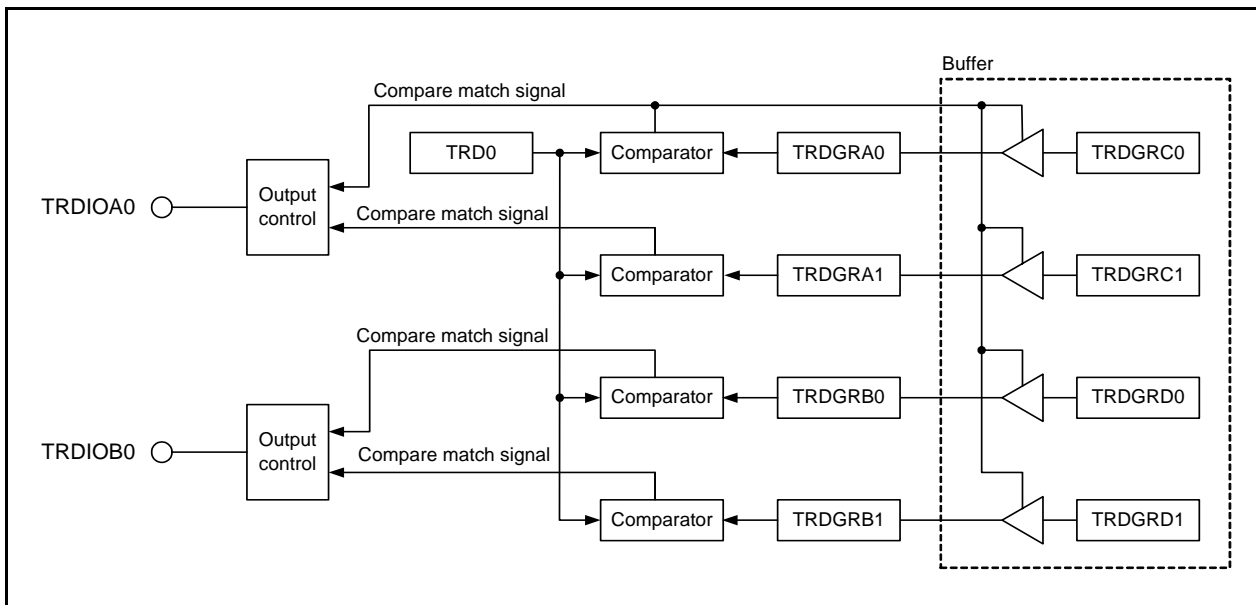 Buffer
Compare match signal
TRD0
Comparator
TRDGRA0
TRDGRC0
TRDIOA0
Output
control
Compare match signal
Comparator
TRDGRA1
TRDGRC1
Compare match signal
Comparator
TRDGRB0
TRDGRD0
TRDIOB0
Output
control
Compare match signal
Comparator
TRDGRB1
TRDGRD1